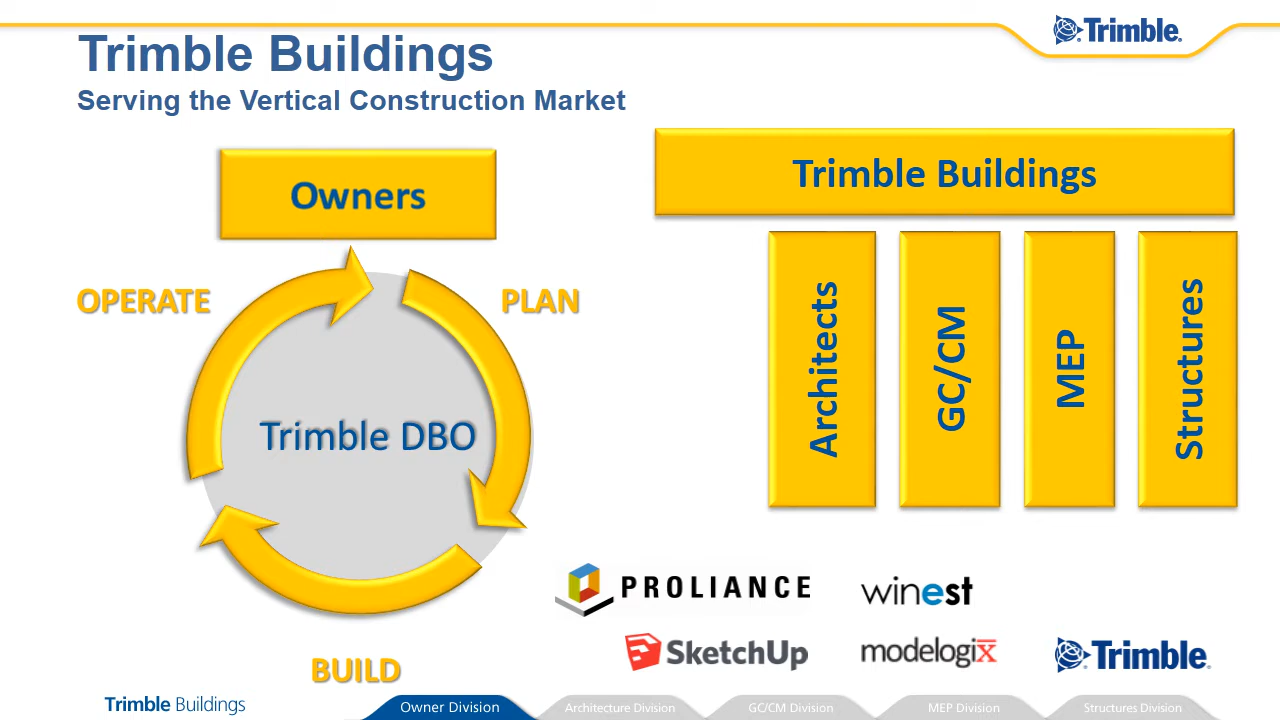 Trimble.
Trimble Buildings
Serving the Vertical Construction Market
Owners
OPERATE
PLAN
Trimble DBO
BUILD
Trimble Buildings
Architects
GC/CM
MEP
Structures
PROLIANCE
winest
SketchUp
modelogix
Trimble.
Trimble Buildings
Owner Division
Architecture Division
GC/CM Division
MEP Division
Structures Division